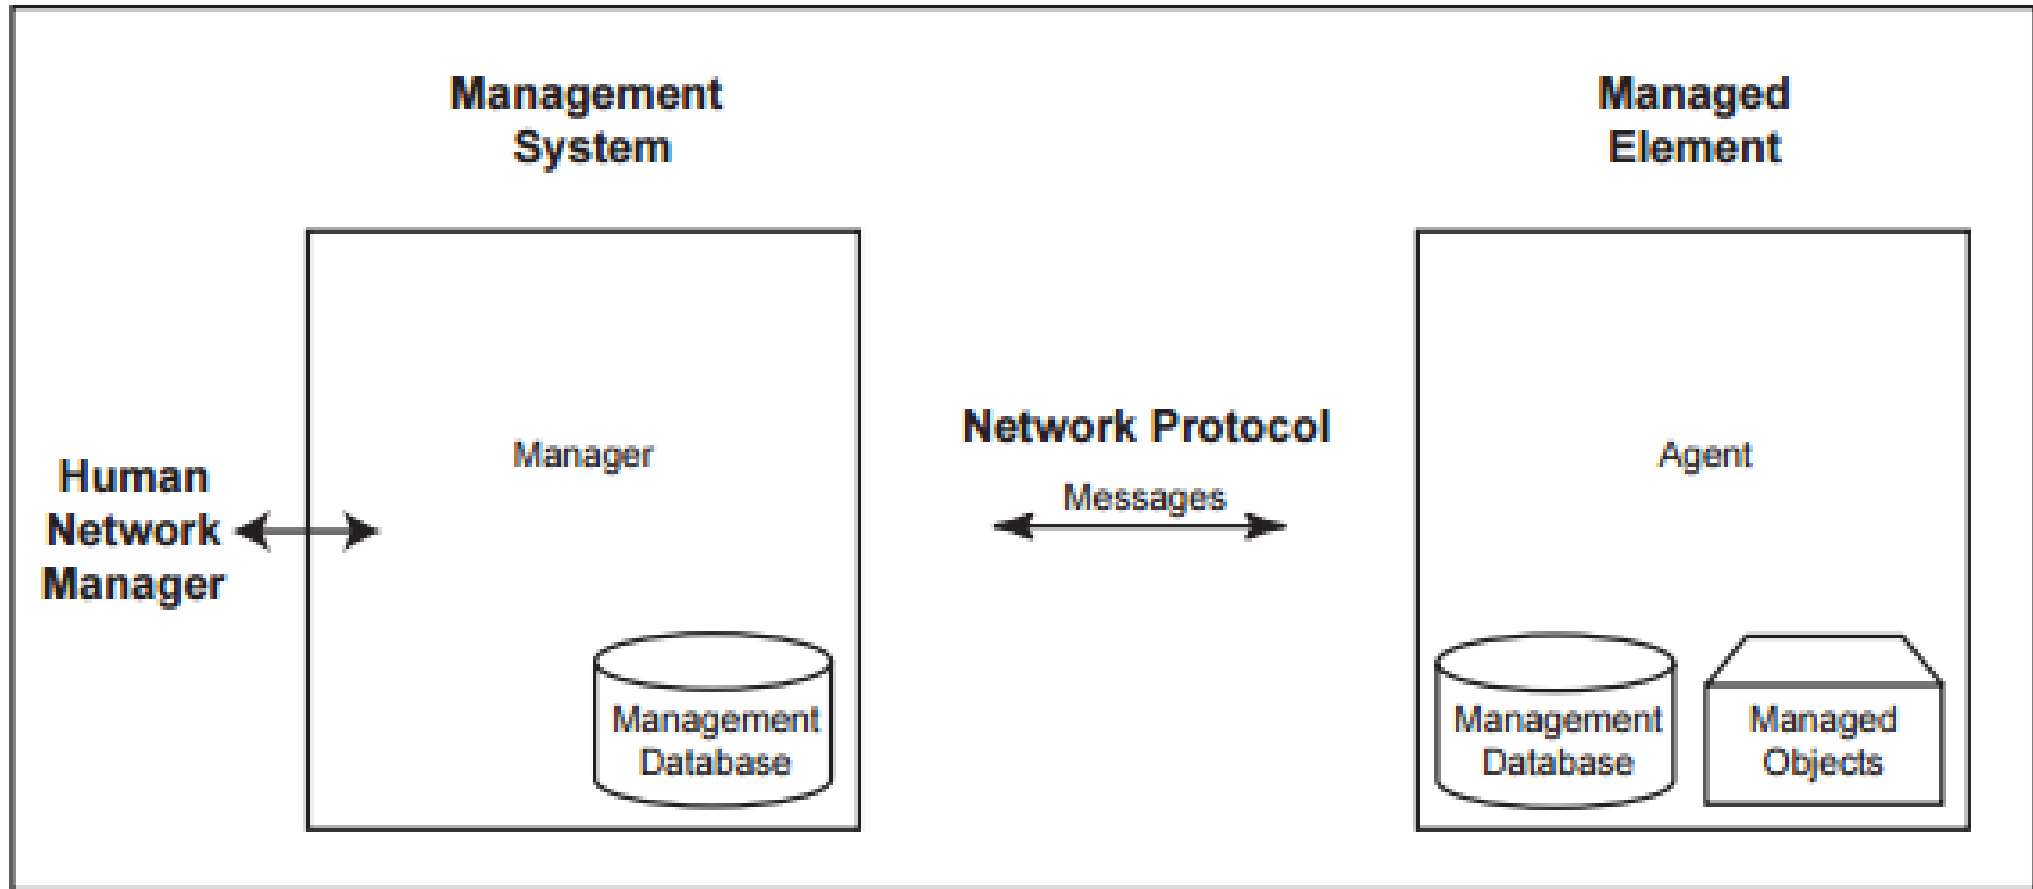 Management
System
Managed
Element
Human
Network
Manager
Manager
Management
Database
Network Protocol
Messages
Agent
Management
Database
Managed
Objects